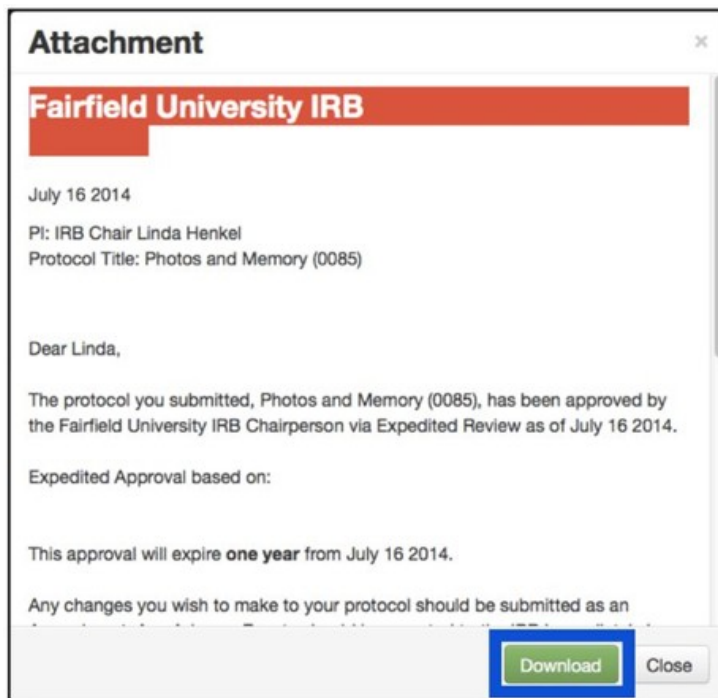 Attachment
×
Fairfield University IRB
July 16 2014
PI: IRB Chair Linda Henkel
Protocol Title: Photos and Memory (0085)
Dear Linda,
The protocol you submitted, Photos and Memory (0085), has been approved by
the Fairfield University IRB Chairperson via Expedited Review as of July 16 2014.
Expedited Approval based on:
This approval will expire one year from July 16 2014.
Any changes you wish to make to your protocol should be submitted as an
Download Close